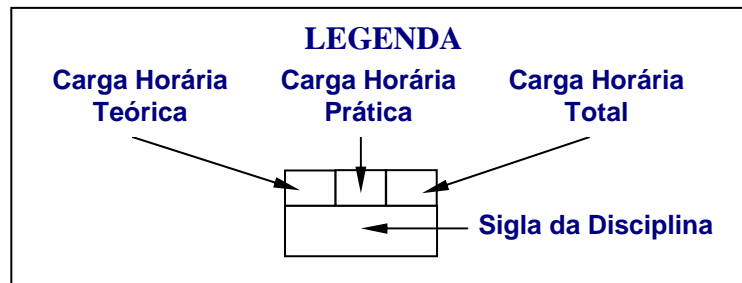 LEGENDA
Carga Horária Carga Horária Carga Horária
Teórica Prática Total
Sigla da Disciplina